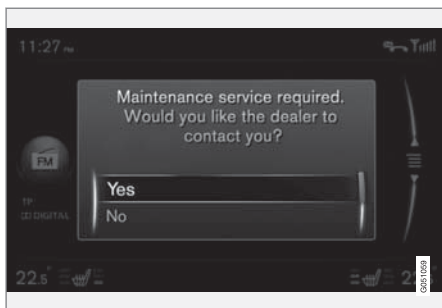 11:27 PM
Maintenance service required.
Would you like the dealer to
contact you?
FM
Yes
TP
No
22.5°
G051059